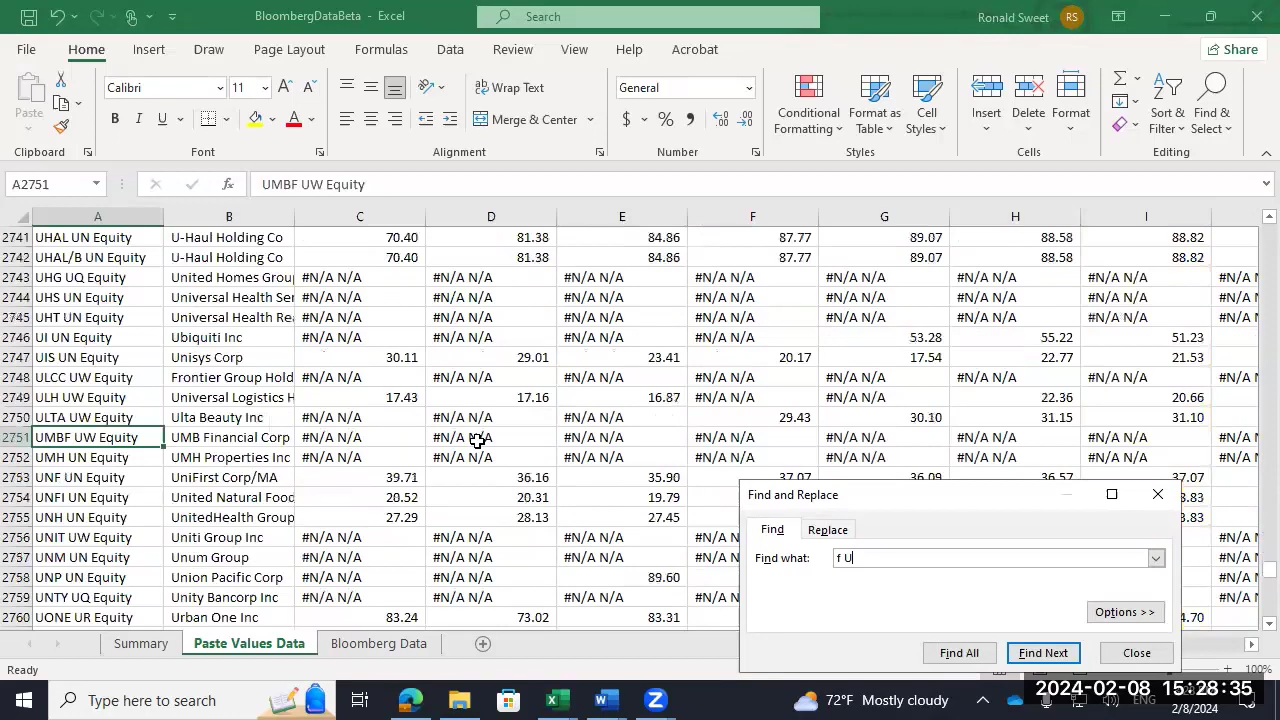 BloombergDataBeta - Excel
Search
Ronald Sweet RS
File Home Insert Draw Page Layout Formulas Data Review View Help Acrobat Share
Paste
Calibri 11
Wrap Text
Merge & Center
General
Conditional Formatting
Format as Table
Cell Styles
Insert Delete Format
Sort & Filter
Find & Select
Clipboard Font Alignment Number Styles Cells Editing
A2751 fx UMBF UW Equity
A B C D E F G H I
2741 UHAL UN Equity U-Haul Holding Co 70.40 81.38 84.86 87.77 89.07 88.58 88.82
2742 UHAL/B UN Equity U-Haul Holding Co 70.40 81.38 84.86 87.77 89.07 88.58 88.82
2743 UHG UQ Equity United Homes Group #N/A N/A #N/A N/A #N/A N/A #N/A N/A #N/A N/A #N/A N/A #N/A N/A #N/A N
2744 UHS UN Equity Universal Health Ser #N/A N/A #N/A N/A #N/A N/A #N/A N/A #N/A N/A #N/A N/A #N/A N/A #N/A N
2745 UHT UN Equity Universal Health Rea #N/A N/A #N/A N/A #N/A N/A #N/A N/A #N/A N/A #N/A N/A #N/A N/A #N/A N
2746 UI UN Equity Ubiquiti Inc #N/A N/A #N/A N/A #N/A N/A #N/A N/A 53.28 55.22 51.23
2747 UIS UN Equity Unisys Corp 30.11 29.01 23.41 20.17 17.54 22.77 21.53
2748 ULCC UW Equity Frontier Group Hold #N/A N/A #N/A N/A #N/A N/A #N/A N/A #N/A N/A #N/A N/A #N/A N/A #N/A N
2749 ULH UW Equity Universal Logistics H 17.43 17.16 16.87 #N/A N/A #N/A N/A 22.36 20.66
2750 ULTA UW Equity Ulta Beauty Inc #N/A N/A #N/A N/A #N/A N/A 29.43 30.10 31.15 31.10
2751 UMBF UW Equity UMB Financial Corp #N/A N/A #N/A N/A #N/A N/A #N/A N/A #N/A N/A #N/A N/A #N/A N/A #N/A N
2752 UMH UN Equity UMH Properties Inc #N/A N/A #N/A N/A #N/A N/A #N/A N/A #N/A N/A #N/A N/A #N/A N/A #N/A N
2753 UNF UN Equity UniFirst Corp/MA 39.71 36.16 35.90 37.07 36.09 36.57 37.07
2754 UNFI UN Equity United Natural Food 20.52 20.31 19.79
2755 UNH UN Equity UnitedHealth Group 27.29 28.13 27.45
2756 UNIT UW Equity Uniti Group Inc #N/A N/A #N/A N/A #N/A N/A #N/A N
2757 UNM UN Equity Unum Group #N/A N/A #N/A N/A #N/A N/A #N/A N
2758 UNP UN Equity Union Pacific Corp #N/A N/A #N/A N/A 89.60
2759 UNTY UQ Equity Unity Bancorp Inc #N/A N/A #N/A N/A #N/A N/A #N/A N
2760 UONE UR Equity Urban One Inc 83.24 73.02 83.31
Find and Replace
Find Replace
Find what: f U
Options >>
Find All Find Next Close
Summary Paste Values Data Bloomberg Data
Ready 100%
Type here to search
72°F Mostly cloudy
ENG
2024-02-08 15:28:35
2/8/2024